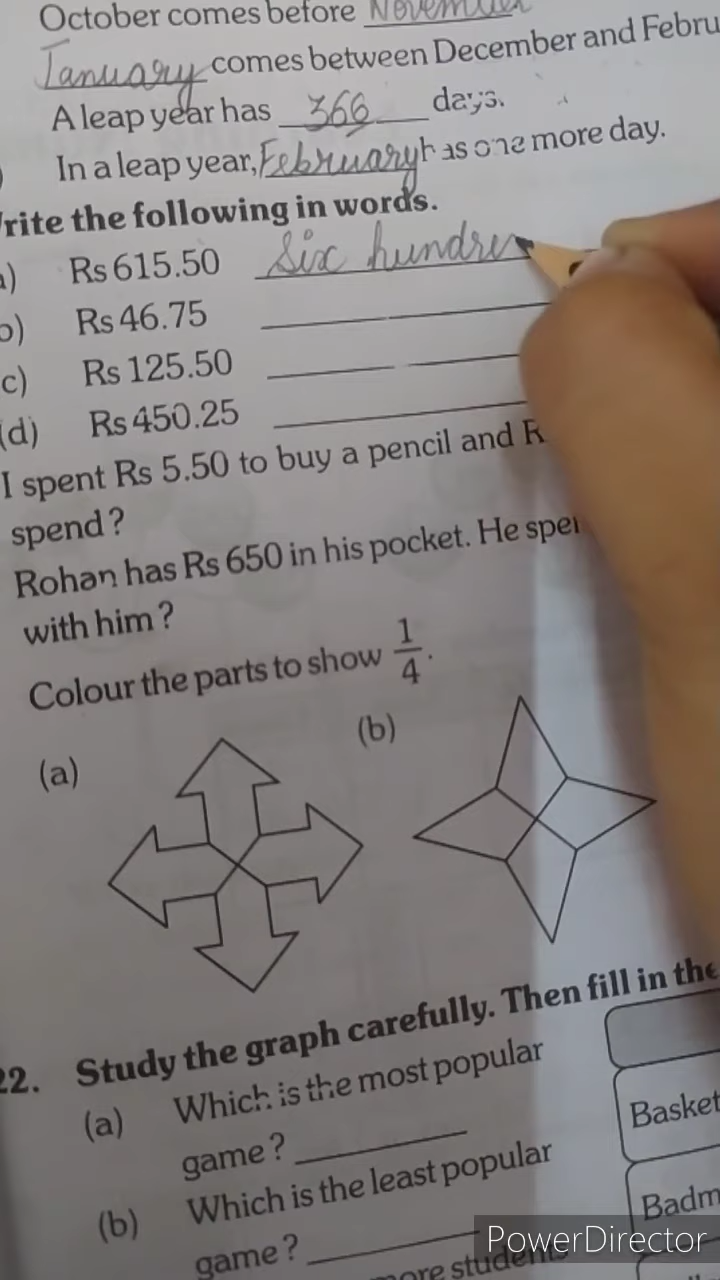 October comes before November
January comes between December and Febru
A leap year has 366 days.
In a leap year, February has one more day.
rite the following in words.
a) Rs 615.50 Six hundre
b) Rs 46.75
c) Rs 125.50
(d) Rs 450.25
I spent Rs 5.50 to buy a pencil and R
spend?
Rohan has Rs 650 in his pocket. He spen
with him?
Colour the parts to show 1/4.
(a)
(b)
22. Study the graph carefully. Then fill in the
(a) Which is the most popular
game?
Basket
(b) Which is the least popular
game?
Badm
ore students
PowerDirector